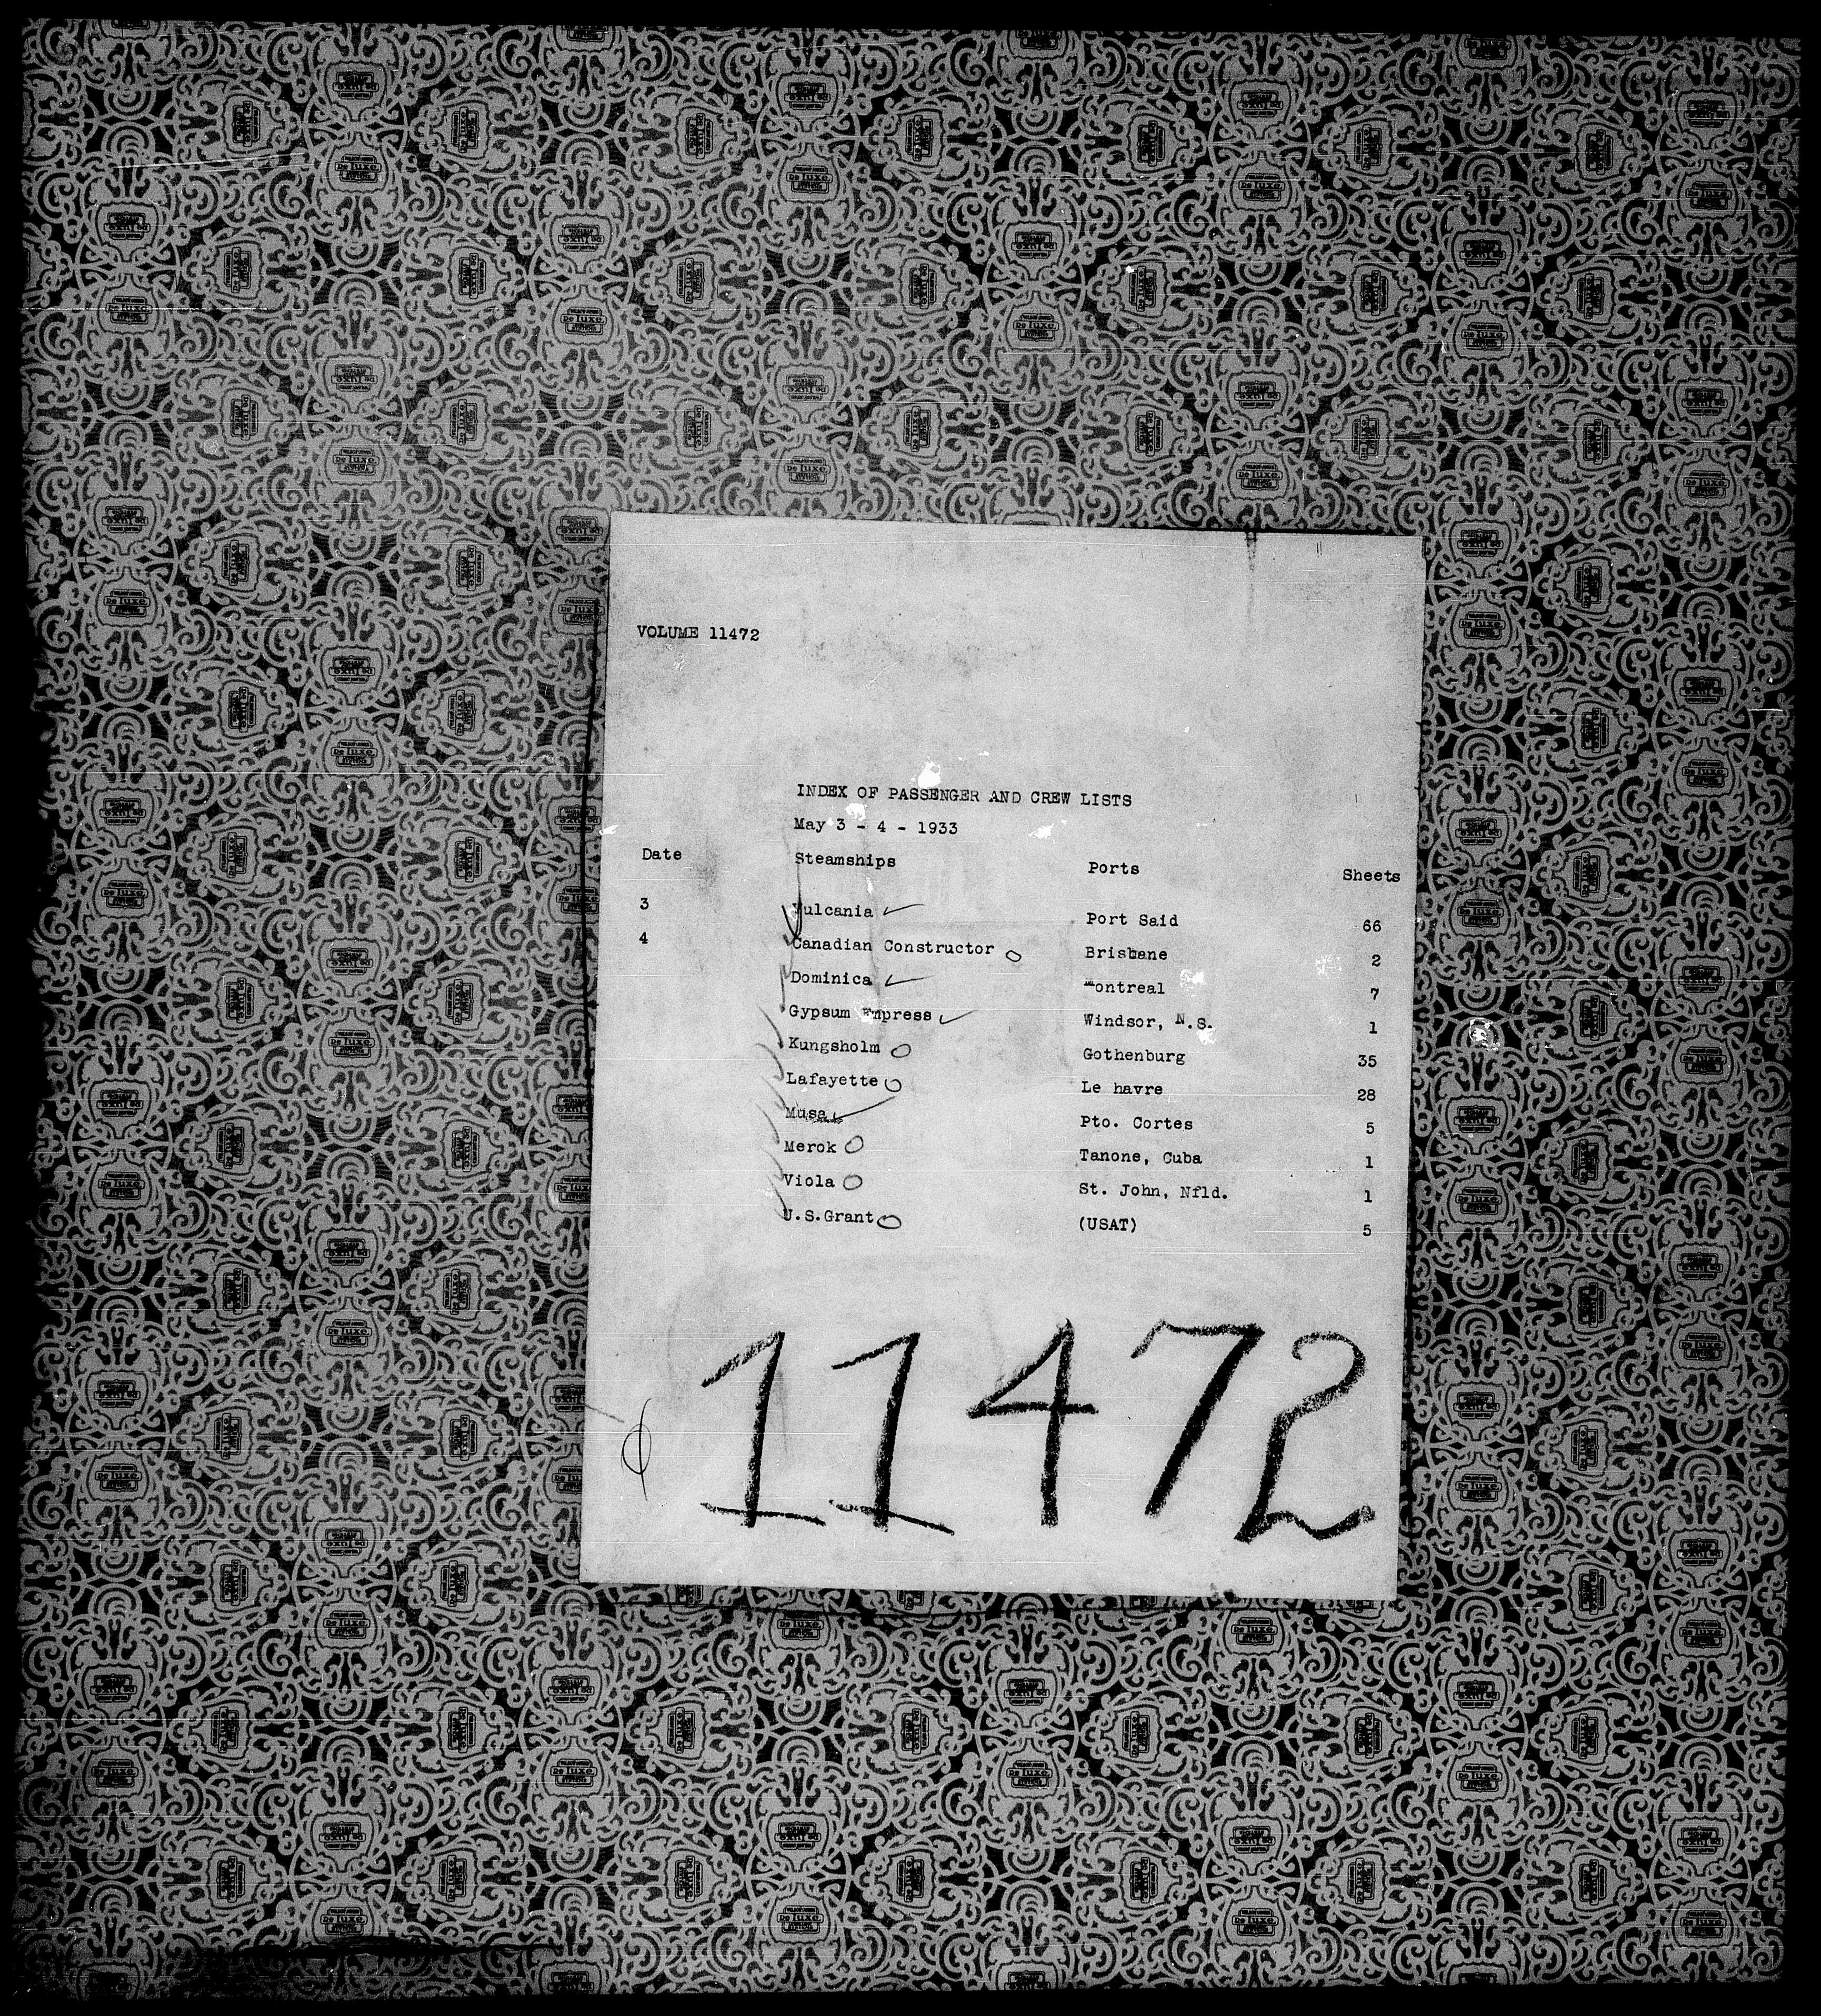 VOLUME 11472
INDEX OF PASSENGER AND CREW LISTS
May 3 - 4 - 1933
Date Steamships Ports Sheets
3 Vulcania Port Said 66
4 Canadian Constructor Brisbane 2
Dominica Montreal 7
Gypsum Empress Windsor, N.S. 1
Kungsholm Gothenburg 35
Lafayette Le havre 28
Musa Pto. Cortes 5
Merok Tanone, Cuba 1
Viola St. John, Nfld. 1
U.S.Grant (USAT) 5
11472